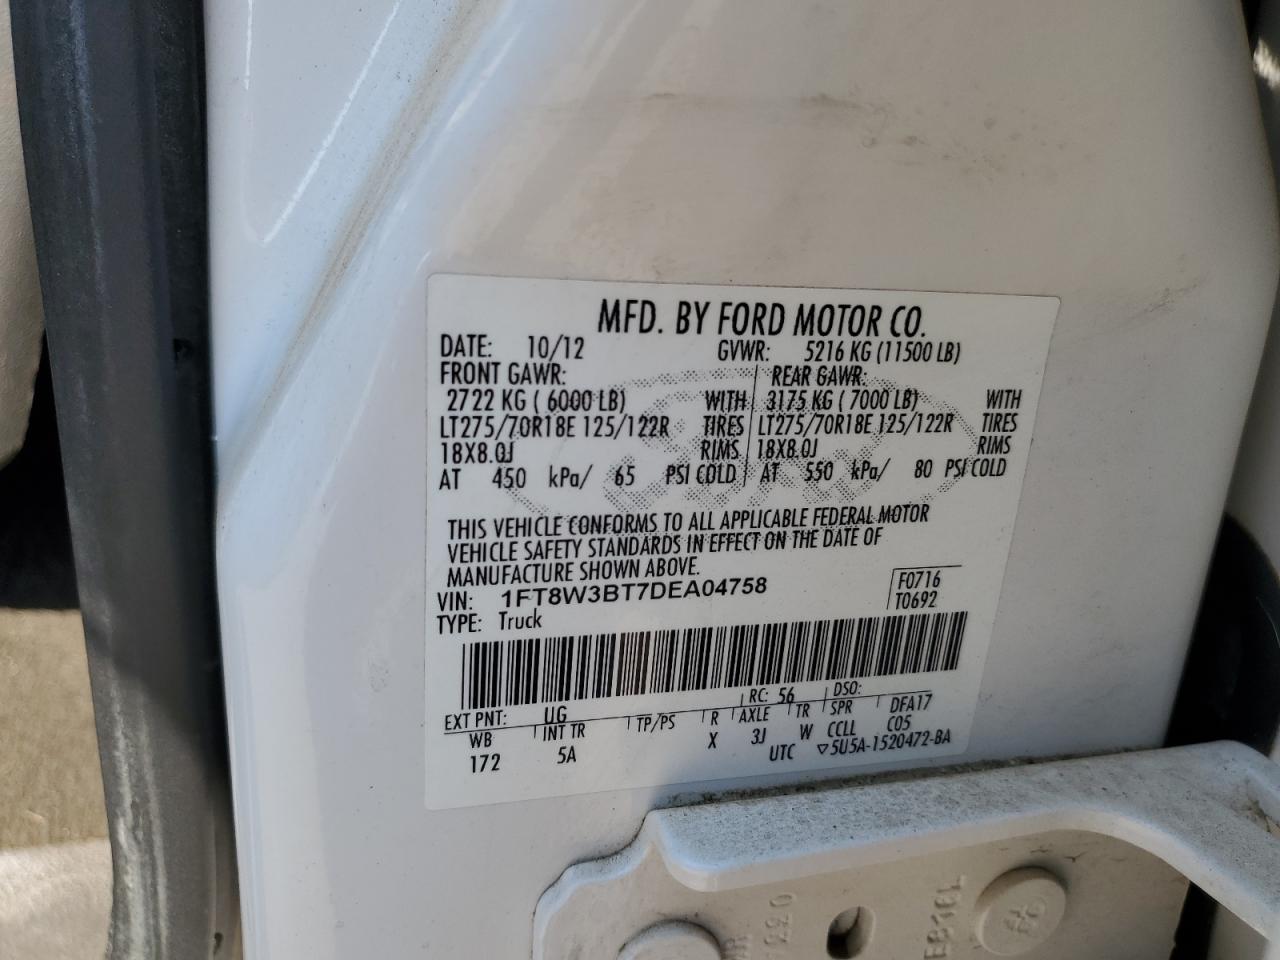 MFD. BY FORD MOTOR CO.
DATE: 10/12 GVWR: 5216 KG (11500 LB)
FRONT GAWR: REAR GAWR:
2722 KG ( 6000 LB) WITH 3175 KG ( 7000 LB) WITH
LT275/70R18E 125/122R TIRES LT275/70R18E 125/122R TIRES
18X8.0J RIMS 18X8.0J RIMS
AT 450 kPa/ 65 PSI COLD AT 550 kPa/ 80 PSI COLD
THIS VEHICLE CONFORMS TO ALL APPLICABLE FEDERAL MOTOR
VEHICLE SAFETY STANDARDS IN EFFECT ON THE DATE OF
MANUFACTURE SHOWN ABOVE.
VIN: 1FT8W3BT7DEA04758
F0716
T0692
TYPE: Truck
EXT PNT: UG RC: 56 DSO:
WB INT TR TP/PS R AXLE TR SPR DFA17
172 5A X 3J W CCLL C05
UTC ▽5U5A-1520472-BA